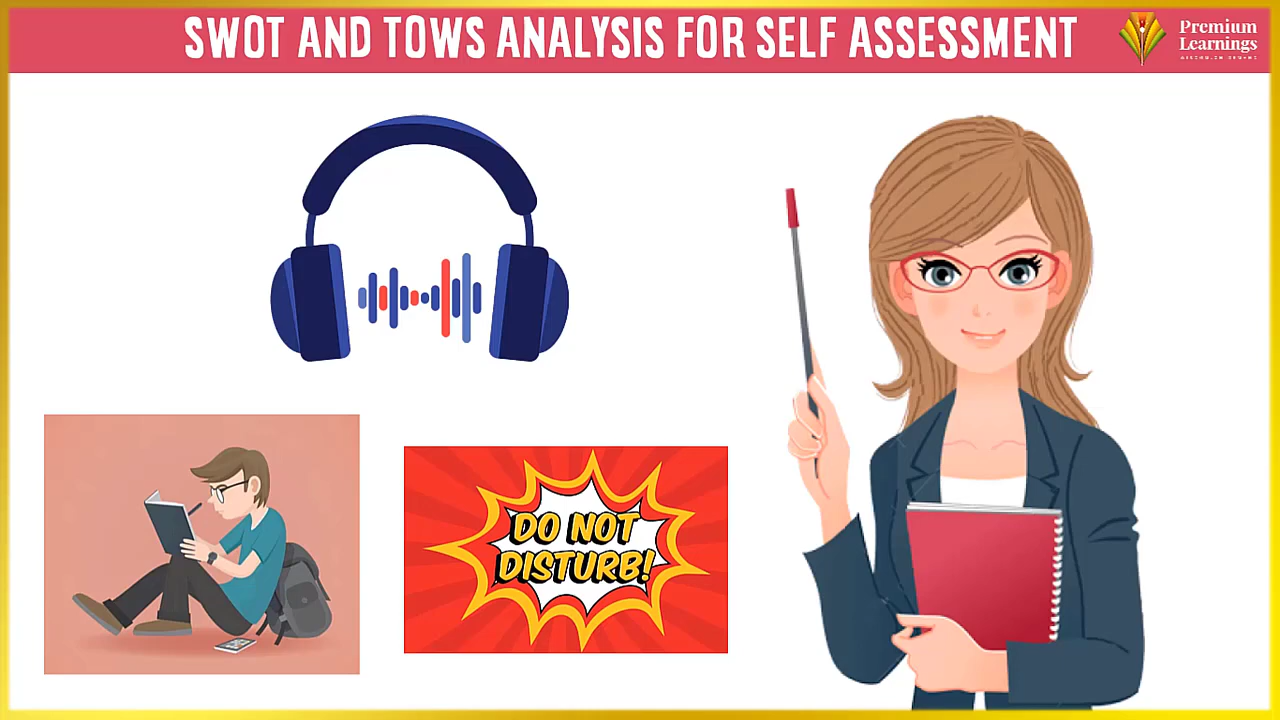 SWOT AND TOWS ANALYSIS FOR SELF ASSESSMENT
Premium
Learnings
DO NOT
DISTURB!